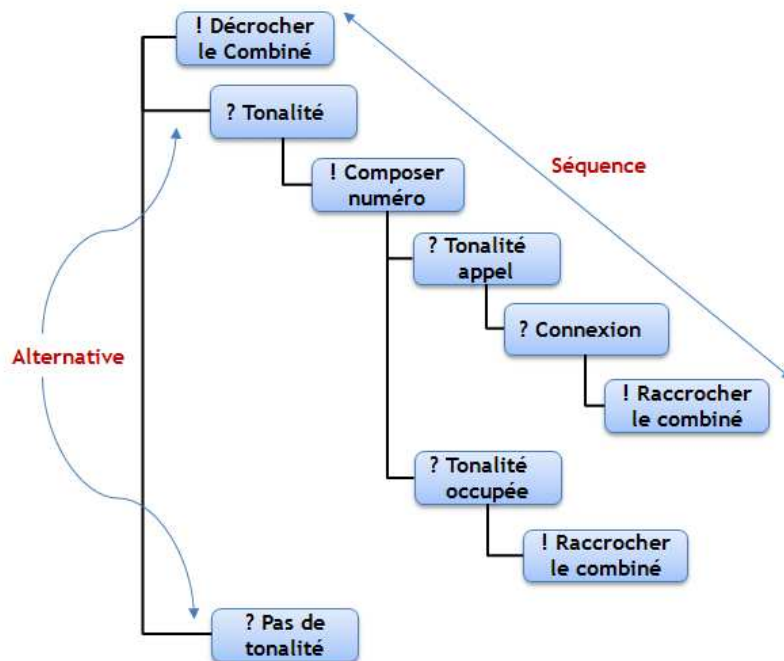 ! Décrocher
le Combiné
? Tonalité
! Composer
numéro
Séquence
? Tonalité
appel
? Connexion
Alternative
! Raccrocher
le combiné
? Tonalité
occupée
! Raccrocher
le combiné
? Pas de
tonalité